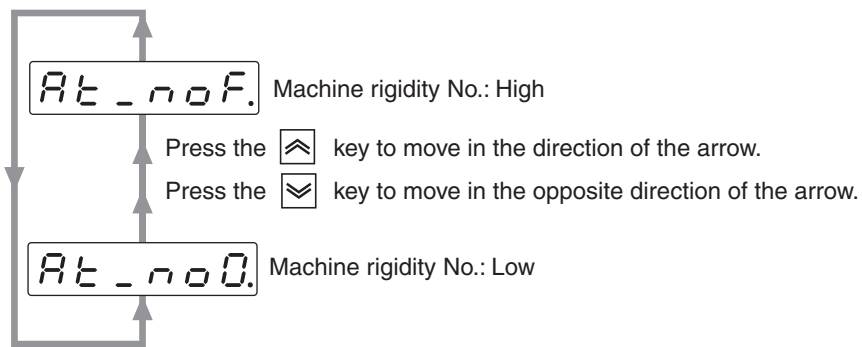 At_noF. Machine rigidity No.: High
Press the key to move in the direction of the arrow.
Press the key to move in the opposite direction of the arrow.
At_no0. Machine rigidity No.: Low